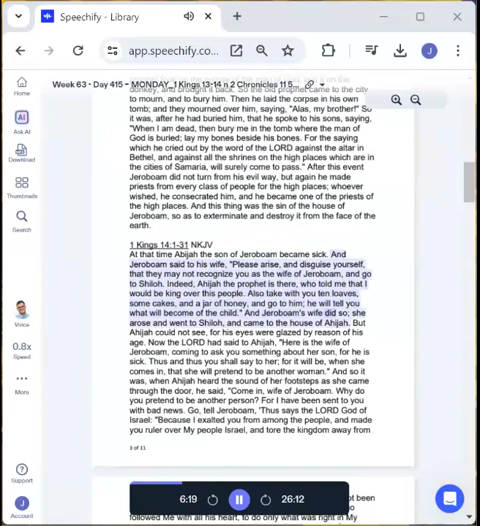 Speechify - Library
app.speechify.co...
J
Week 63 - Day 415 -- MONDAY_1 Kings 13-14 n 2 Chronicles 11 5...
donkey, and brought it back. So the old prophet came to the city
to mourn, and to bury him. Then he laid the corpse in his own
tomb; and they mourned over him, saying, "Alas, my brother!" So
it was, after he had buried him, that he spoke to his sons, saying,
"When I am dead, then bury me in the tomb where the man of
God is buried; lay my bones beside his bones. For the saying
which he cried out by the word of the LORD against the altar in
Bethel, and against all the shrines on the high places which are in
the cities of Samaria, will surely come to pass." After this event
Jeroboam did not turn from his evil way, but again he made
priests from every class of people for the high places; whoever
wished, he consecrated him, and he became one of the priests of
the high places. And this thing was the sin of the house of
Jeroboam, so as to exterminate and destroy it from the face of the
earth.
1 Kings 14:1-31 NKJV
At that time Abijah the son of Jeroboam became sick. And
Jeroboam said to his wife, "Please arise, and disguise yourself,
that they may not recognize you as the wife of Jeroboam, and go
to Shiloh. Indeed, Ahijah the prophet is there, who told me that I
would be king over this people. Also take with you ten loaves,
some cakes, and a jar of honey, and go to him; he will tell you
what will become of the child." And Jeroboam's wife did so; she
arose and went to Shiloh, and came to the house of Ahijah. But
Ahijah could not see, for his eyes were glazed by reason of his
age. Now the LORD had said to Ahijah, "Here is the wife of
Jeroboam, coming to ask you something about her son, for he is
sick. Thus and thus you shall say to her; for it will be, when she
comes in, that she will pretend to be another woman." And so it
was, when Ahijah heard the sound of her footsteps as she came
through the door, he said, "Come in, wife of Jeroboam. Why do
you pretend to be another person? For I have been sent to you
with bad news. Go, tell Jeroboam, 'Thus says the LORD God of
Israel: "Because I exalted you from among the people, and made
you ruler over My people Israel, and tore the kingdom away from
3 of 11
Home
AI
Ask AI
Download
Thumbnails
Search
Voice
0.8x
Speed
More
Support
J
Account
6:19
26:12
not been
followed Me with all his heart, to do only what was right in My